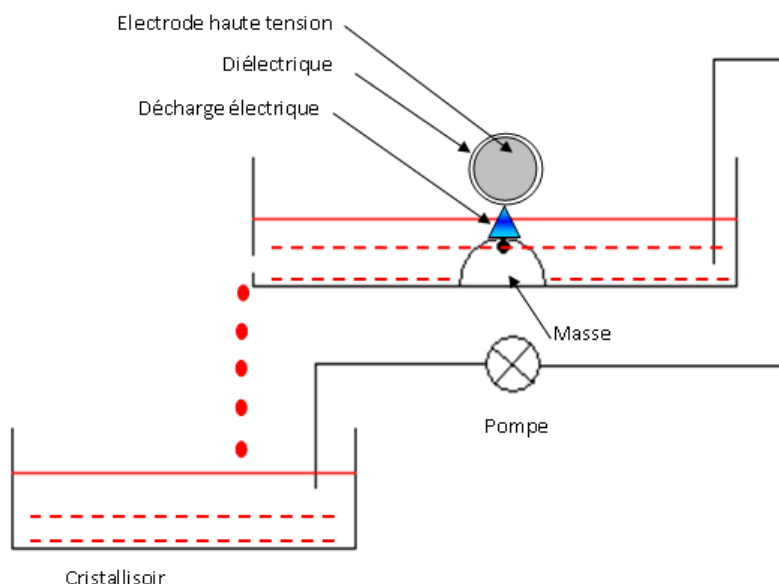 Electrode haute tension
Diélectrique
Décharge électrique
Masse
Pompe
Cristallisoir